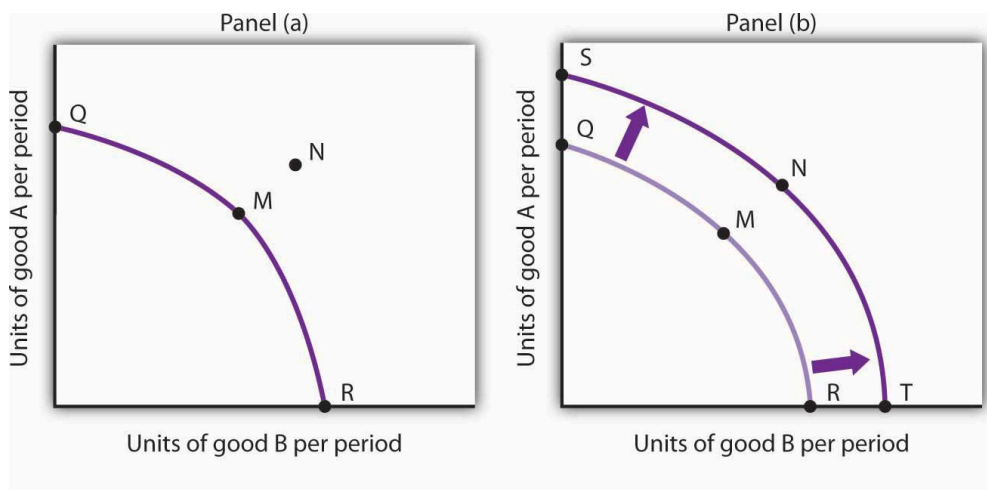 Panel (a)
Units of good A per period
Q
N
M
R
Units of good B per period
Panel (b)
Units of good A per period
S
Q
N
M
R
T
Units of good B per period